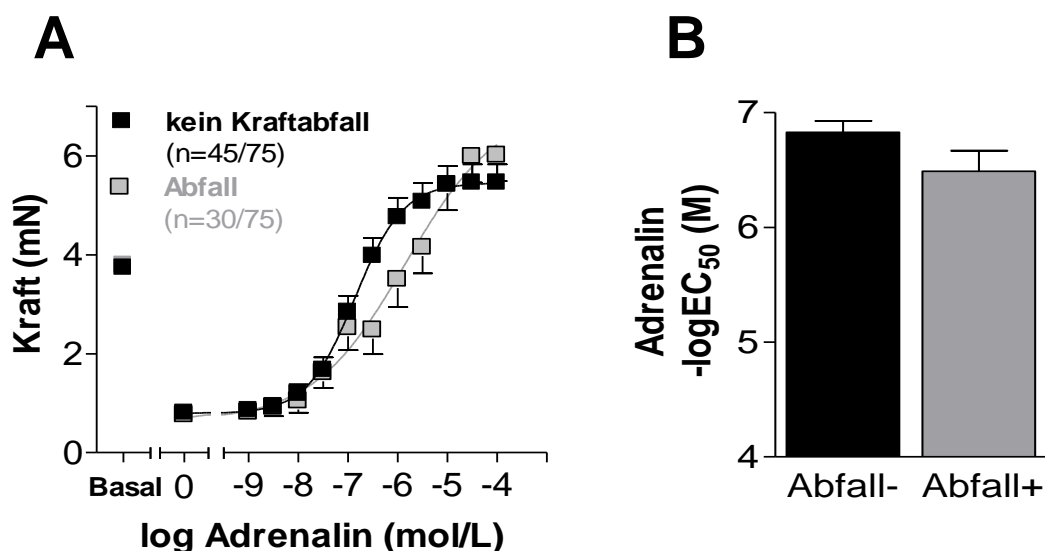 A
kein Kraftabfall
(n=45/75)
Abfall
(n=30/75)
Kraft (mN)
6
4
2
0
Basal 0 -9 -8 -7 -6 -5 -4
log Adrenalin (mol/L)
B
Adrenalin
-logEC₅₀ (M)
7
6
5
4
Abfall- Abfall+